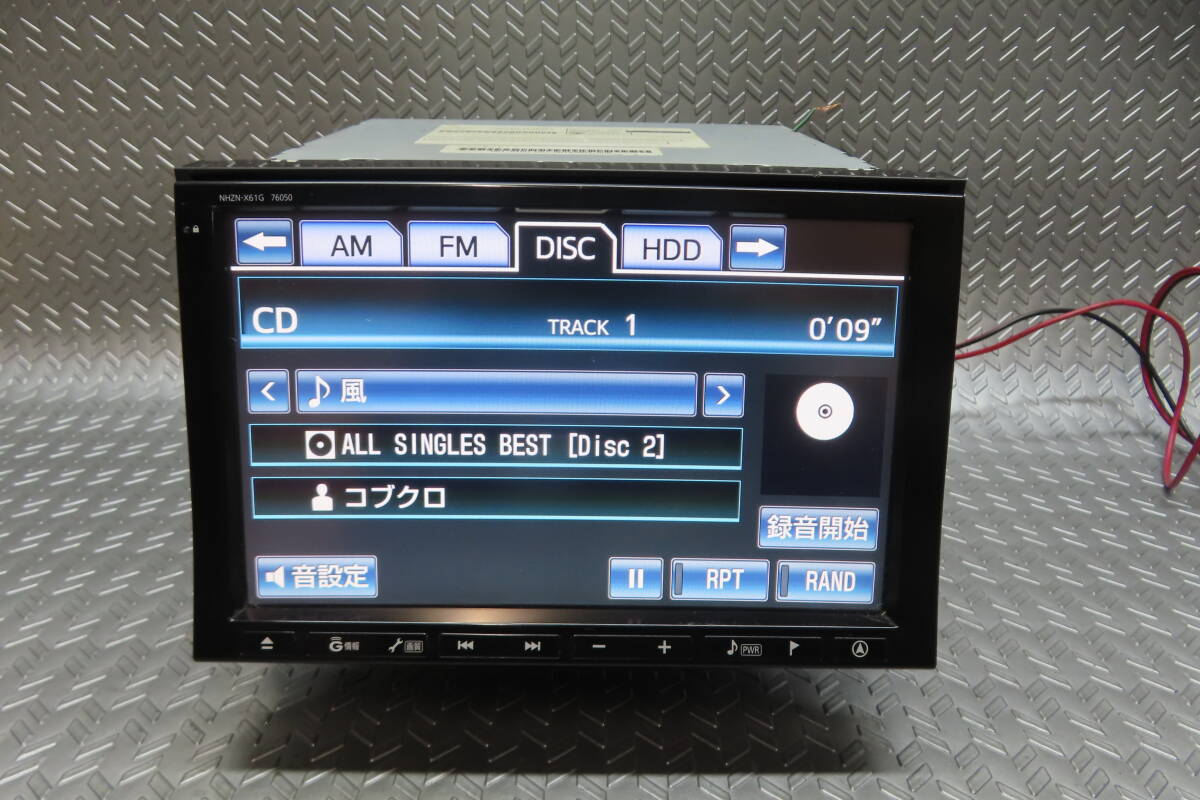 NHZN-X61G 76050
AM FM DISC HDD
CD TRACK 1 0'09”
風
ALL SINGLES BEST [Disc 2]
コブクロ
録音開始
音設定 RPT RAND
G情報 画質 PWR